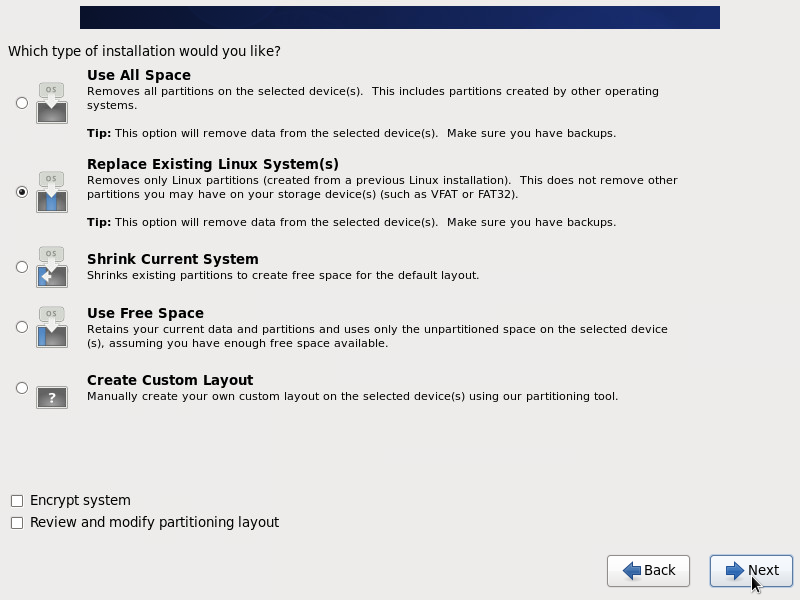 Which type of installation would you like?
OS
Use All Space
Removes all partitions on the selected device(s).  This includes partitions created by other operating
systems.
Tip: This option will remove data from the selected device(s).  Make sure you have backups.
OS
Replace Existing Linux System(s)
Removes only Linux partitions (created from a previous Linux installation).  This does not remove other
partitions you may have on your storage device(s) (such as VFAT or FAT32).
Tip: This option will remove data from the selected device(s).  Make sure you have backups.
OS
Shrink Current System
Shrinks existing partitions to create free space for the default layout.
OS
Use Free Space
Retains your current data and partitions and uses only the unpartitioned space on the selected device
(s), assuming you have enough free space available.
?
Create Custom Layout
Manually create your own custom layout on the selected device(s) using our partitioning tool.
Encrypt system
Review and modify partitioning layout
Back
Next